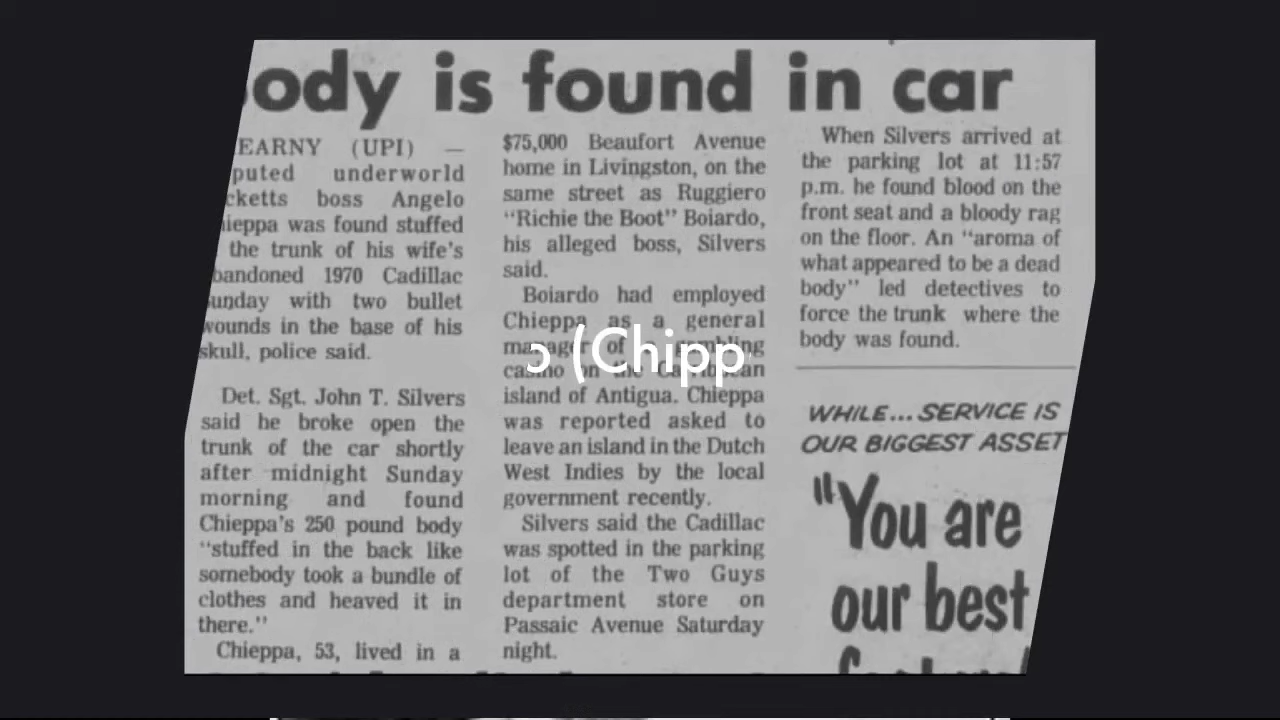 ody is found in car
EARNY (UPI) —
puted underworld
cketts boss Angelo
ieppa was found stuffed
the trunk of his wife's
bandoned 1970 Cadillac
unday with two bullet
wounds in the base of his
skull, police said.
Det. Sgt. John T. Silvers
said he broke open the
trunk of the car shortly
after midnight Sunday
morning and found
Chieppa's 250 pound body
"stuffed in the back like
somebody took a bundle of
clothes and heaved it in
there."
Chieppa, 53, lived in a
$75,000 Beaufort Avenue
home in Livingston, on the
same street as Ruggiero
"Richie the Boot" Boiardo,
his alleged boss, Silvers
said.
Boiardo had employed
Chieppa as a general
manager of a gambling
casino on the Carribbean
island of Antigua. Chieppa
was reported asked to
leave an island in the Dutch
West Indies by the local
government recently.
Silvers said the Cadillac
was spotted in the parking
lot of the Two Guys
department store on
Passaic Avenue Saturday
night.
When Silvers arrived at
the parking lot at 11:57
p.m. he found blood on the
front seat and a bloody rag
on the floor. An "aroma of
what appeared to be a dead
body" led detectives to
force the trunk where the
body was found.
WHILE... SERVICE IS
OUR BIGGEST ASSET
"You are
our best
(Chipp